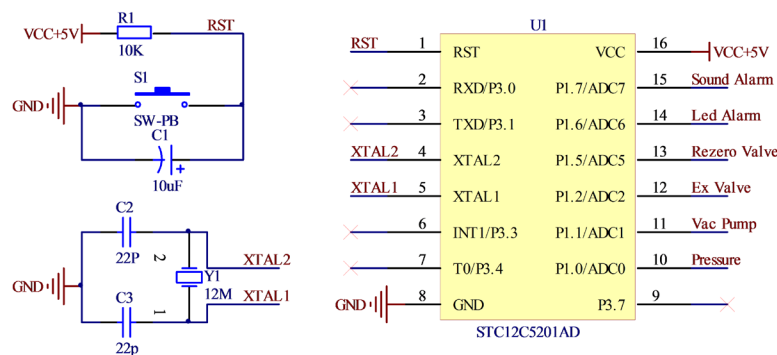 R1
VCC+5V
RST
10K
S1
GND
SW-PB
C1
+
10uF
C2
22P
2
XTAL2
GND
Y1
12M
XTAL1
C3
1
22p
U1
RST 1 RST VCC 16 VCC+5V
2 RXD/P3.0 P1.7/ADC7 15 Sound Alarm
3 TXD/P3.1 P1.6/ADC6 14 Led Alarm
XTAL2 4 XTAL2 P1.5/ADC5 13 Rezero Valve
XTAL1 5 XTAL1 P1.2/ADC2 12 Ex Valve
6 INT1/P3.3 P1.1/ADC1 11 Vac Pump
7 T0/P3.4 P1.0/ADC0 10 Pressure
GND 8 GND P3.7 9
STC12C5201AD